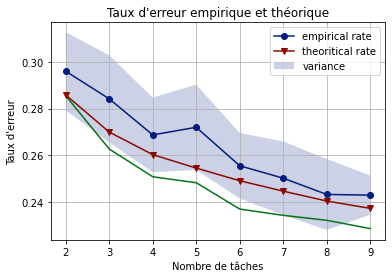 Taux d'erreur empirique et théorique
empirical rate
theoritical rate
variance
Taux d'erreur
0.30
0.28
0.26
0.24
2 3 4 5 6 7 8 9
Nombre de tâches